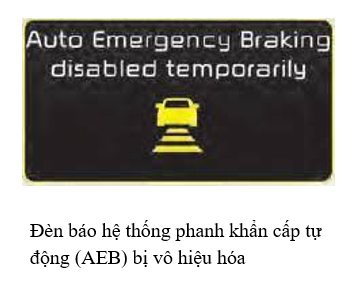 Auto Emergency Braking
disabled temporarily
Đèn báo hệ thống phanh khẩn cấp tự
động (AEB) bị vô hiệu hóa